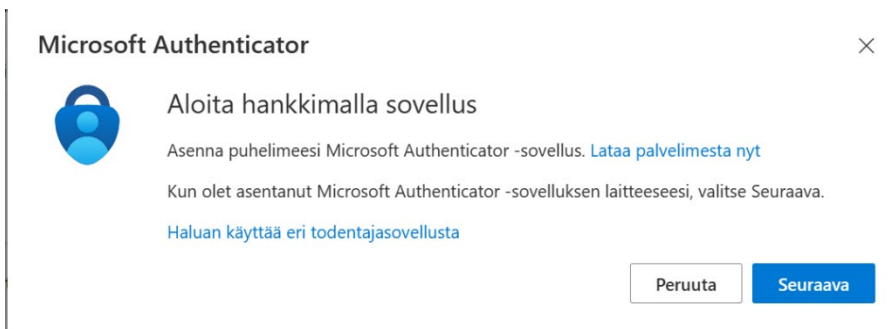 Microsoft Authenticator
Aloita hankkimalla sovellus
Asenna puhelimeesi Microsoft Authenticator -sovellus. Lataa palvelimesta nyt
Kun olet asentanut Microsoft Authenticator -sovelluksen laitteeseesi, valitse Seuraava.
Haluan käyttää eri todentajasovellusta
Peruuta Seuraava